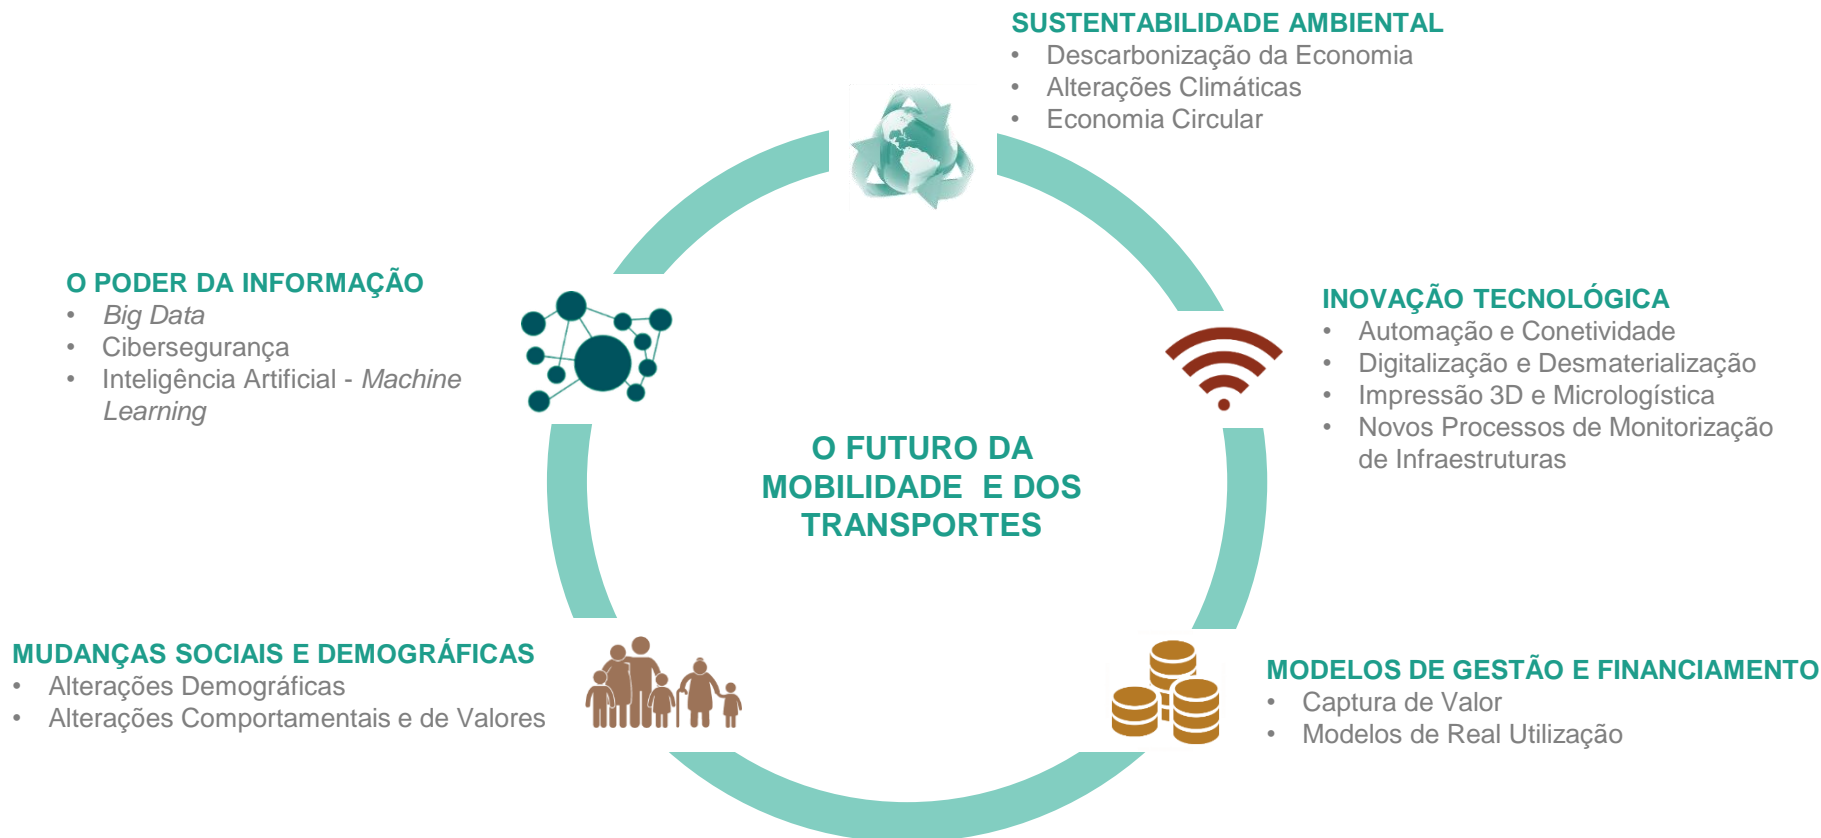 SUSTENTABILIDADE AMBIENTAL
• Descarbonização da Economia
• Alterações Climáticas
• Economia Circular
O PODER DA INFORMAÇÃO
• Big Data
• Cibersegurança
• Inteligência Artificial - Machine
Learning
INOVAÇÃO TECNOLÓGICA
• Automação e Conetividade
• Digitalização e Desmaterialização
• Impressão 3D e Micrologística
• Novos Processos de Monitorização
de Infraestruturas
O FUTURO DA
MOBILIDADE E DOS
TRANSPORTES
MUDANÇAS SOCIAIS E DEMOGRÁFICAS
• Alterações Demográficas
• Alterações Comportamentais e de Valores
MODELOS DE GESTÃO E FINANCIAMENTO
• Captura de Valor
• Modelos de Real Utilização